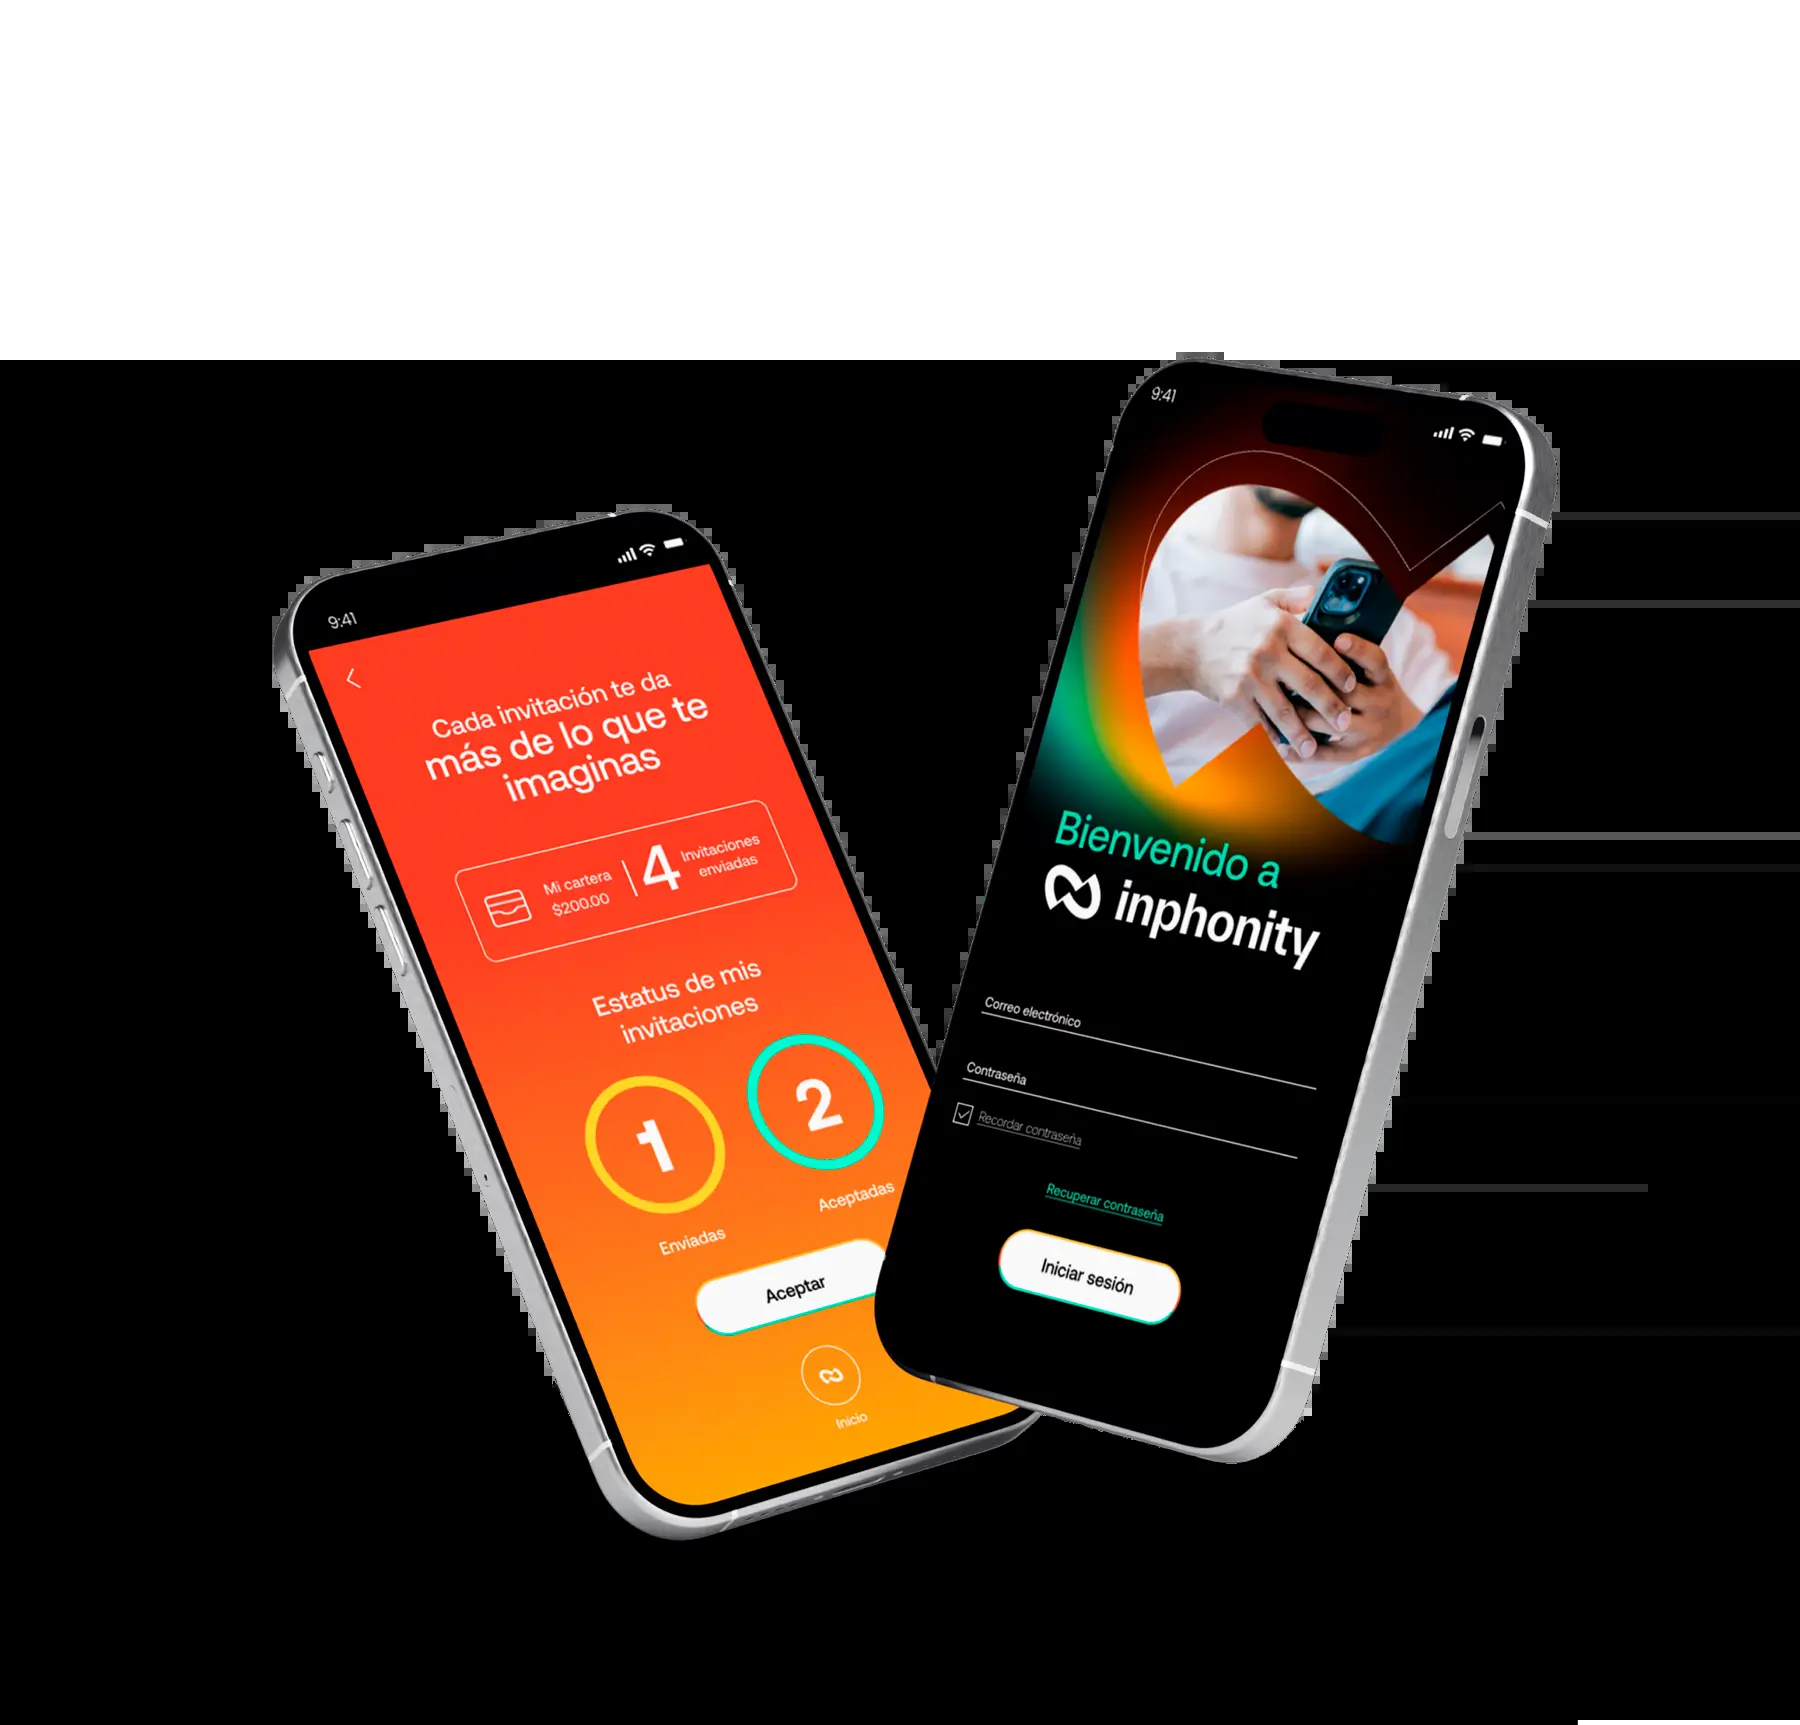 9:41
Cada invitación te da
más de lo que te
imaginas
Mi cartera
$200.00
4
Invitaciones
enviadas
Estatus de mis
invitaciones
1
2
Enviadas
Aceptadas
Aceptar
Inicio
9:41
Bienvenido a
inphonity
Correo electrónico
Contraseña
Recordar contraseña
Recuperar contraseña
Iniciar sesión